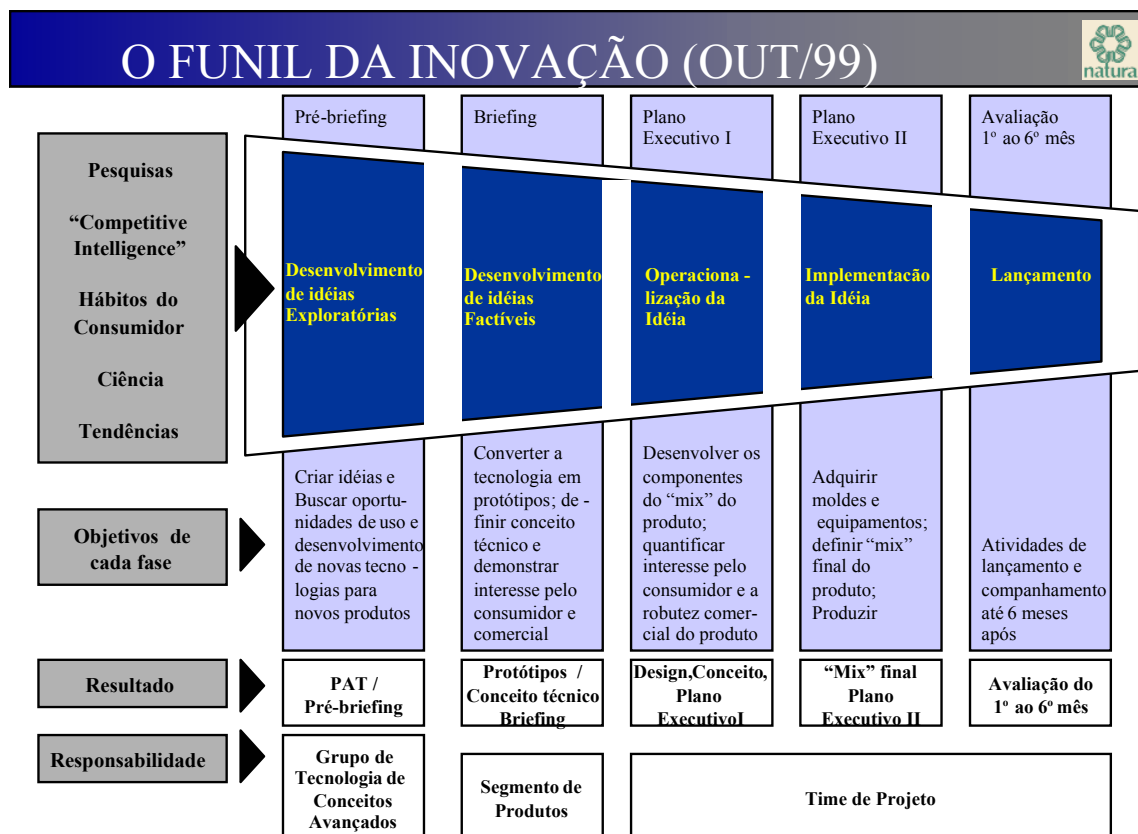 O FUNIL DA INOVAÇÃO (OUT/99)
natura
Pré-briefing
Briefing
Plano
Executivo I
Plano
Executivo II
Avaliação
1º ao 6º mês
Pesquisas
“Competitive
Intelligence”
Hábitos do
Consumidor
Ciência
Tendências
Desenvolvimento
de idéias
Exploratórias
Desenvolvimento
de idéias
Factíveis
Operaciona -
lização da
Idéia
Implementacão
da Idéia
Lançamento
Objetivos de
cada fase
Criar idéias e
Buscar oportu-
nidades de uso e
desenvolvimento
de novas tecno -
logias para
novos produtos
Converter a
tecnologia em
protótipos; de -
finir conceito
técnico e
demonstrar
interesse pelo
consumidor e
comercial
Desenvolver os
componentes
do “mix” do
produto;
quantificar
interesse pelo
consumidor e a
robutez comer-
cial do produto
Adquirir
moldes e
equipamentos;
definir “mix”
final do
produto;
Produzir
Atividades de
lançamento e
companhamento
até 6 meses
após
Resultado
PAT /
Pré-briefing
Protótipos /
Conceito técnico
Briefing
Design,Conceito,
Plano
ExecutivoI
“Mix” final
Plano
Executivo II
Avaliação do
1º ao 6º mês
Responsabilidade
Grupo de
Tecnologia de
Conceitos
Avançados
Segmento de
Produtos
Time de Projeto